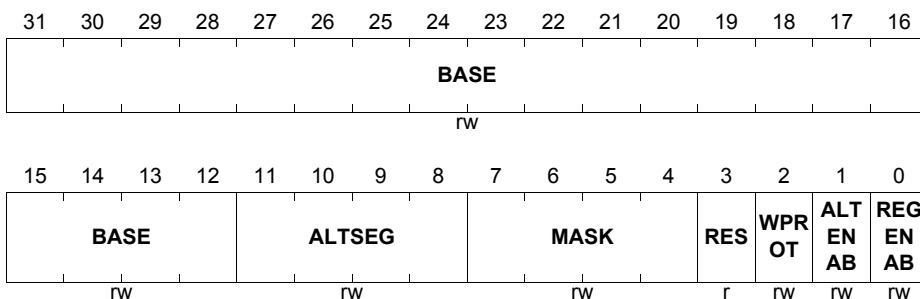 31 30 29 28 27 26 25 24 23 22 21 20 19 18 17 16
BASE
rw
15 14 13 12 11 10 9 8 7 6 5 4 3 2 1 0
BASE ALTSEG MASK RES WPR OT ALT EN AB REG EN AB
rw rw rw r rw rw rw